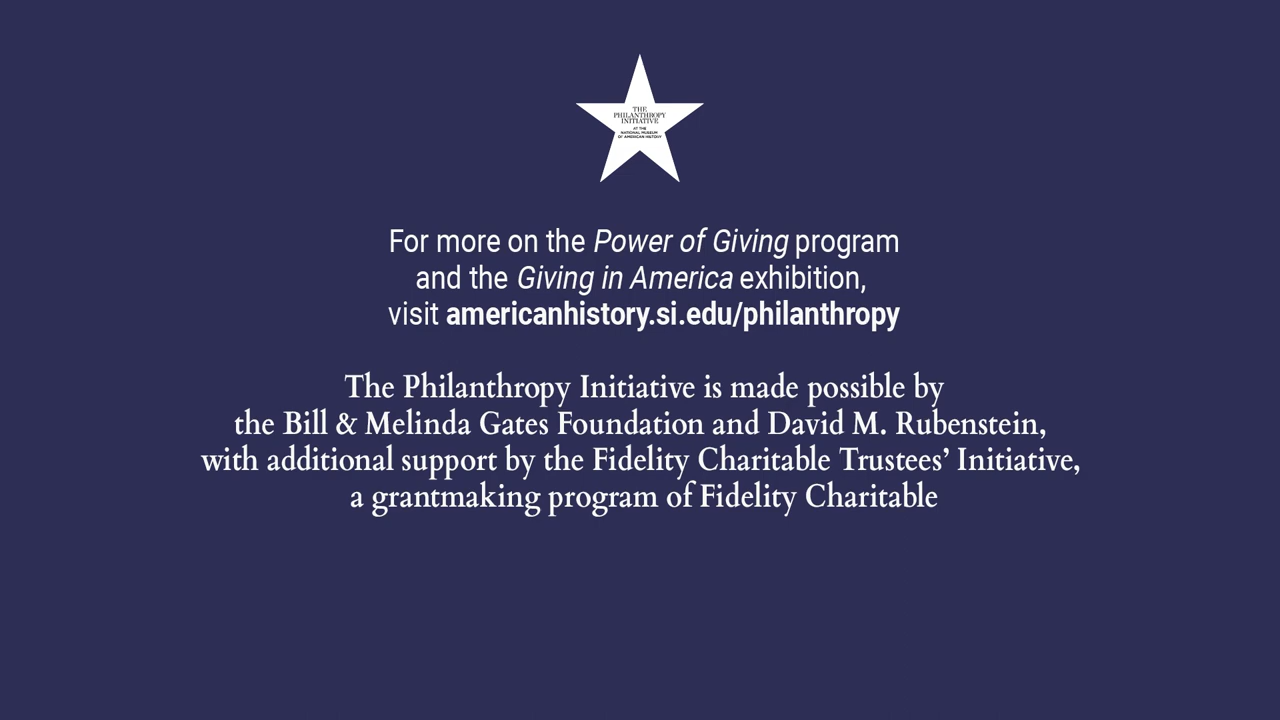 THE
PHILANTHROPY
INITIATIVE
AT THE
NATIONAL MUSEUM
OF AMERICAN HISTORY
For more on the Power of Giving program
and the Giving in America exhibition,
visit americanhistory.si.edu/philanthropy
The Philanthropy Initiative is made possible by
the Bill & Melinda Gates Foundation and David M. Rubenstein,
with additional support by the Fidelity Charitable Trustees’ Initiative,
a grantmaking program of Fidelity Charitable